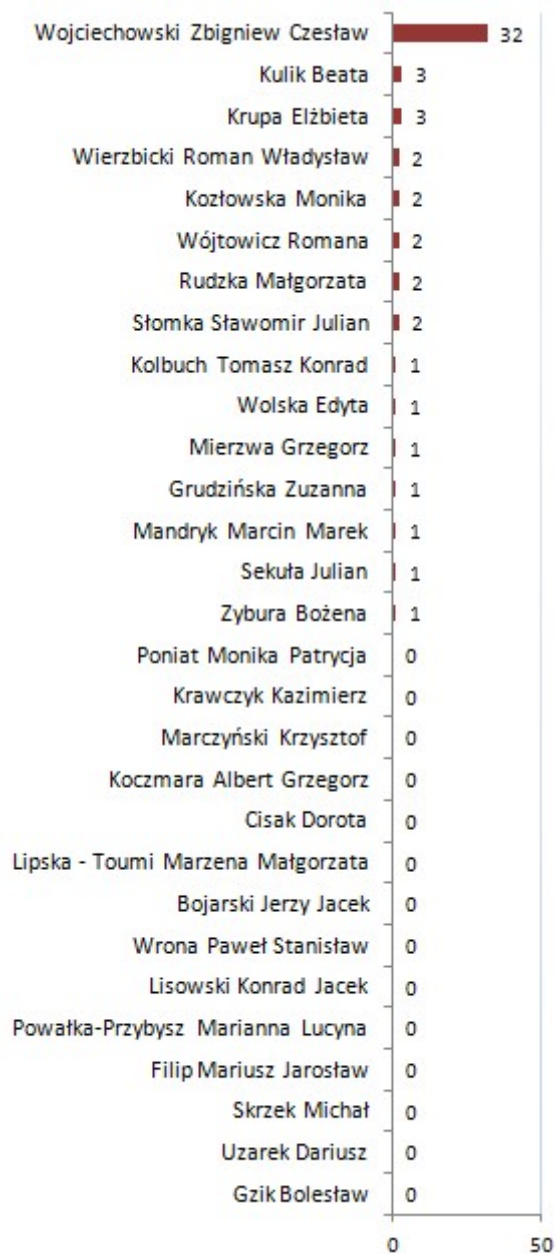 Wojciechowski Zbigniew Czesław 32
Kulik Beata 3
Krupa Elżbieta 3
Wierzbicki Roman Władysław 2
Kozłowska Monika 2
Wójtowicz Romana 2
Rudzka Małgorzata 2
Słomka Sławomir Julian 2
Kolbuch Tomasz Konrad 1
Wolska Edyta 1
Mierzwa Grzegorz 1
Grudzińska Zuzanna 1
Mandryk Marcin Marek 1
Sekuła Julian 1
Zybura Bożena 1
Poniat Monika Patrycja 0
Krawczyk Kazimierz 0
Marczyński Krzysztof 0
Koczmara Albert Grzegorz 0
Cisak Dorota 0
Lipska - Toumi Marzena Małgorzata 0
Bojarski Jerzy Jacek 0
Wrona Paweł Stanisław 0
Lisowski Konrad Jacek 0
Powałka-Przybysz Marianna Lucyna 0
Filip Mariusz Jarosław 0
Skrzek Michał 0
Uzarek Dariusz 0
Gzik Bolesław 0
0 50